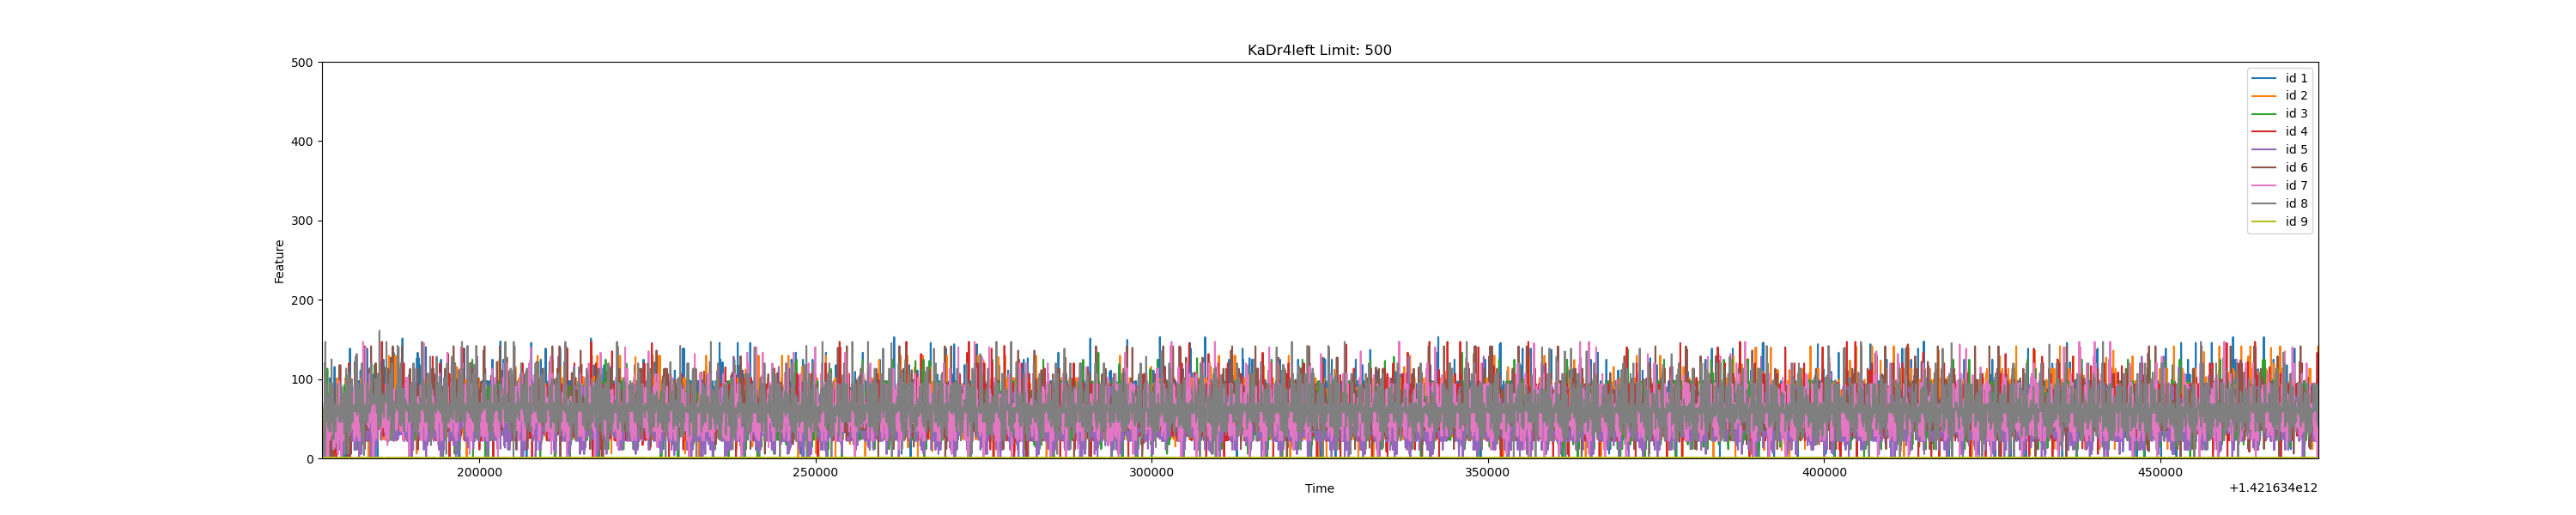 KaDr4left Limit: 500
500
400
300
200
100
0
Feature
id 1
id 2
id 3
id 4
id 5
id 6
id 7
id 8
id 9
200000 250000 300000 350000 400000 450000
Time
+1.421634e12